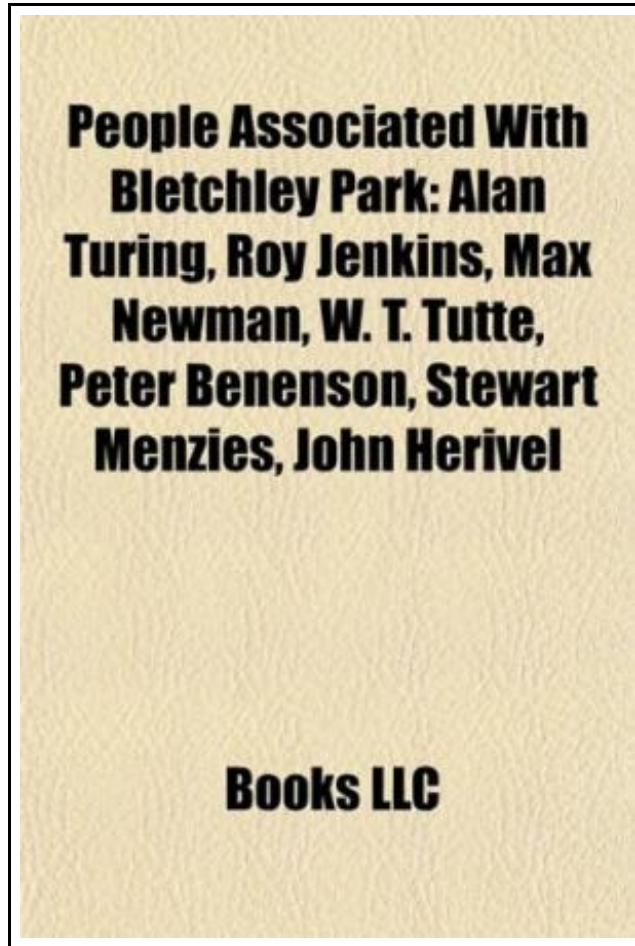 People Associated With
Bletchley Park: Alan
Turing, Roy Jenkins, Max
Newman, W. T. Tutte,
Peter Benenson, Stewart
Menzies, John Herivel
Books LLC